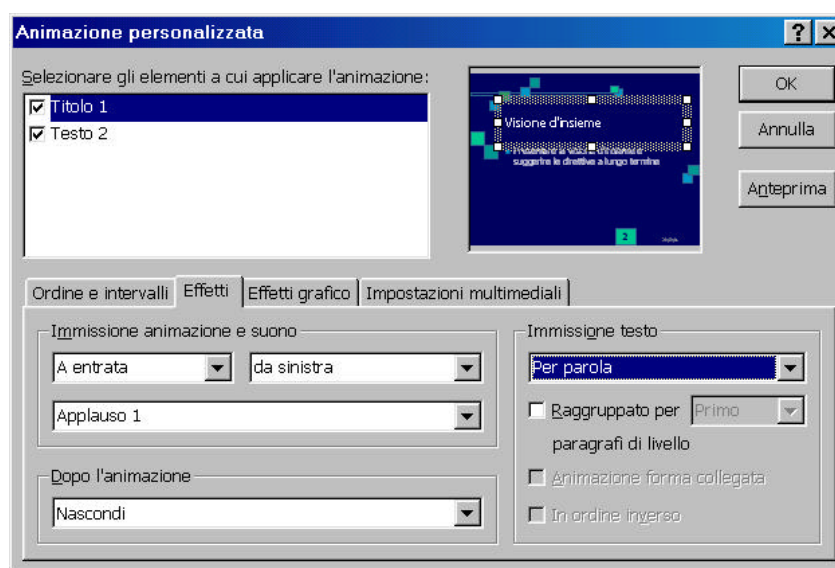 Animazione personalizzata
Selezionare gli elementi a cui applicare l'animazione:
Titolo 1
Testo 2
Visione d'insieme
suggerire le direttive a lungo termine
2
OK
Annulla
Anteprima
Ordine e intervalli
Effetti
Effetti grafico
Impostazioni multimediali
Immissione animazione e suono
A entrata
da sinistra
Applauso 1
Dopo l'animazione
Nascondi
Immissione testo
Per parola
Raggruppato per
Primo
paragrafi di livello
Animazione forma collegata
In ordine inverso